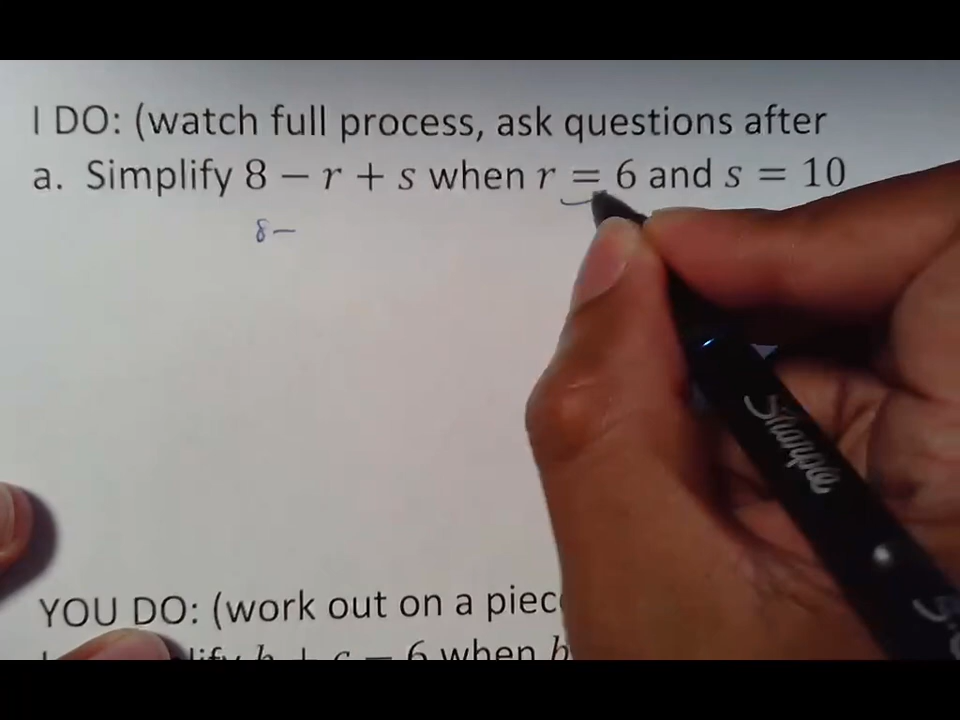 I DO: (watch full process, ask questions after
a. Simplify 8 − r + s when r = 6 and s = 10
8 −
Sharpie
YOU DO: (work out on a
6 when